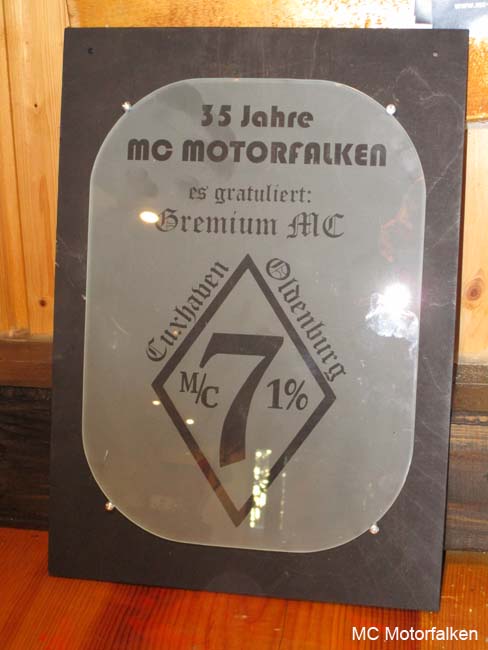 35 Jahre
MC MOTORFALKEN
es gratuliert:
Gremium MC
Cuxhaven Oldenburg
M/C 7 1%
MC Motorfalken